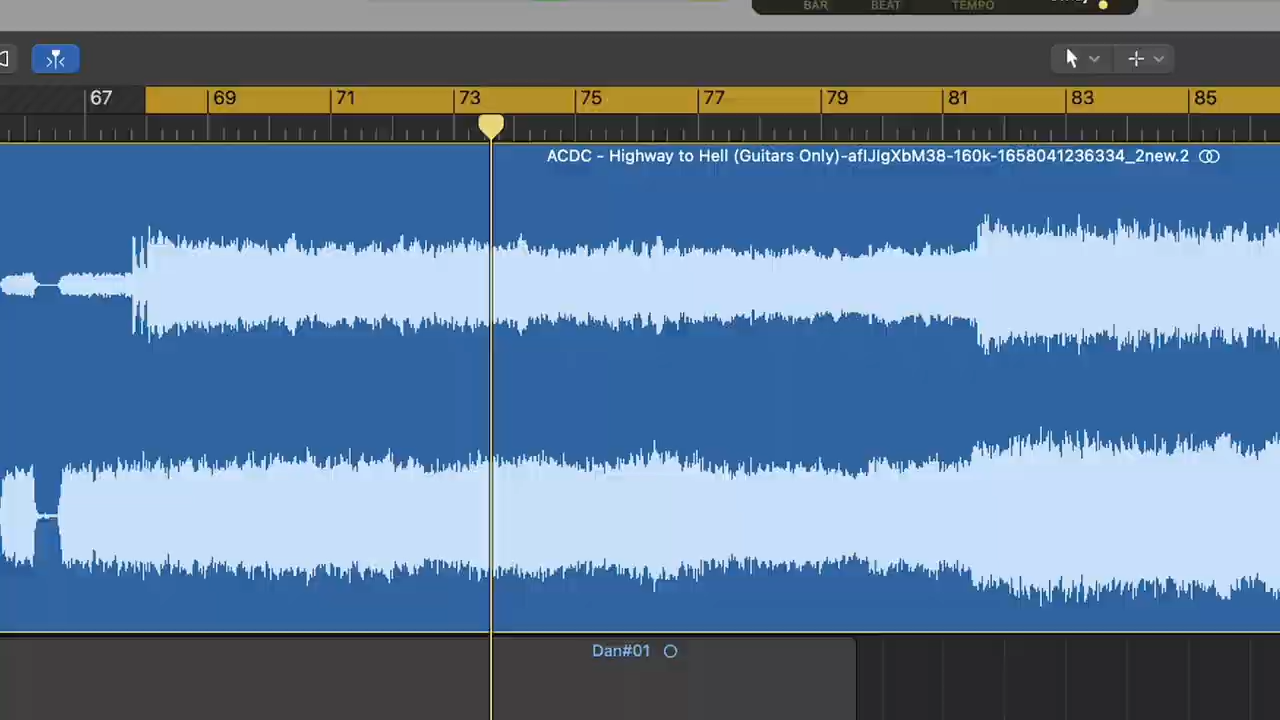 BAR BEAT TEMPO
67 69 71 73 75 77 79 81 83 85
ACDC - Highway to Hell (Guitars Only)-aflJlgXbM38-160k-1658041236334_2new.2
Dan#01